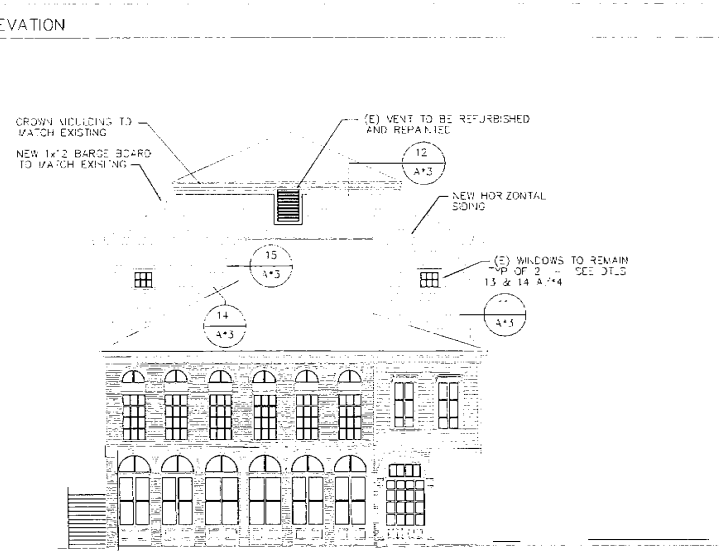 EVATION
CROWN MOULDING TO
MATCH EXISTING
NEW 1x12 BARGE BOARD
TO MATCH EXISTING
(E) VENT TO BE REFURBISHED
AND REPAINTED
12
A*3
NEW HORIZONTAL
SIDING
15
A*3
(E) WINDOWS TO REMAIN
TYP OF 2 - SEE DTLS
13 & 14 A/*4
14
A*3
A*3